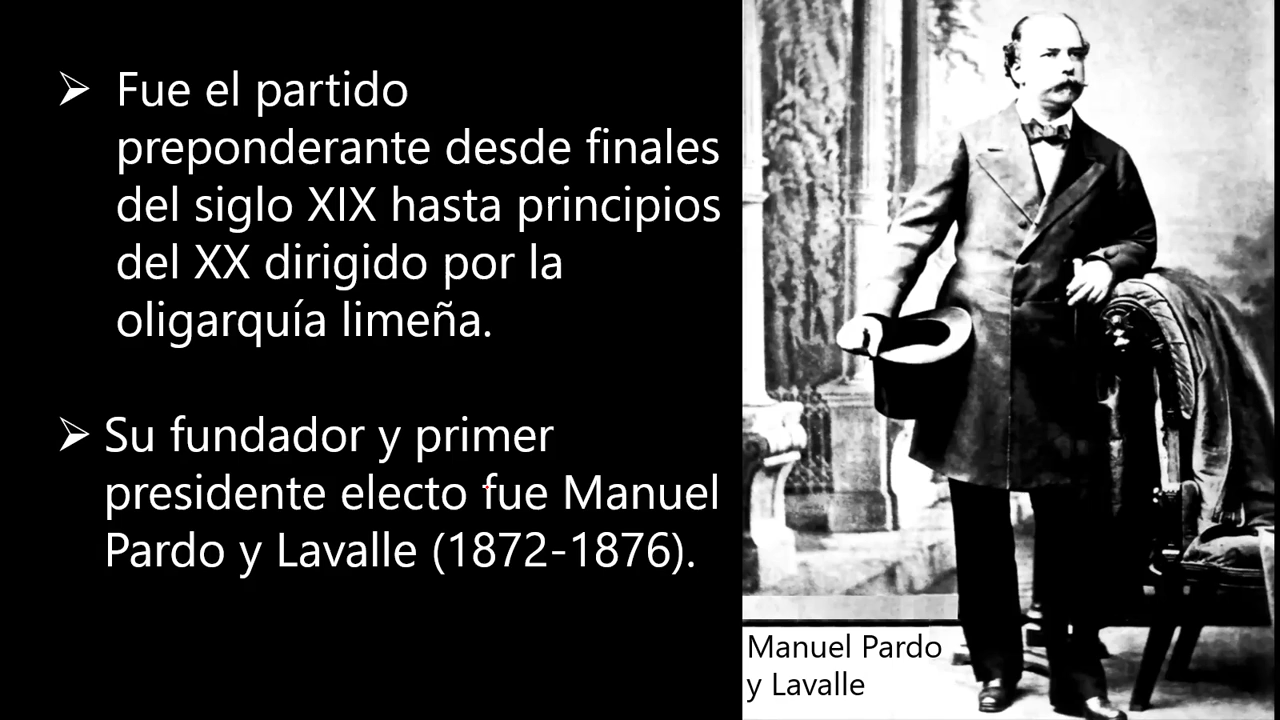 ➢ Fue el partido
preponderante desde finales
del siglo XIX hasta principios
del XX dirigido por la
oligarquía limeña.
➢ Su fundador y primer
presidente electo fue Manuel
Pardo y Lavalle (1872-1876).
Manuel Pardo
y Lavalle